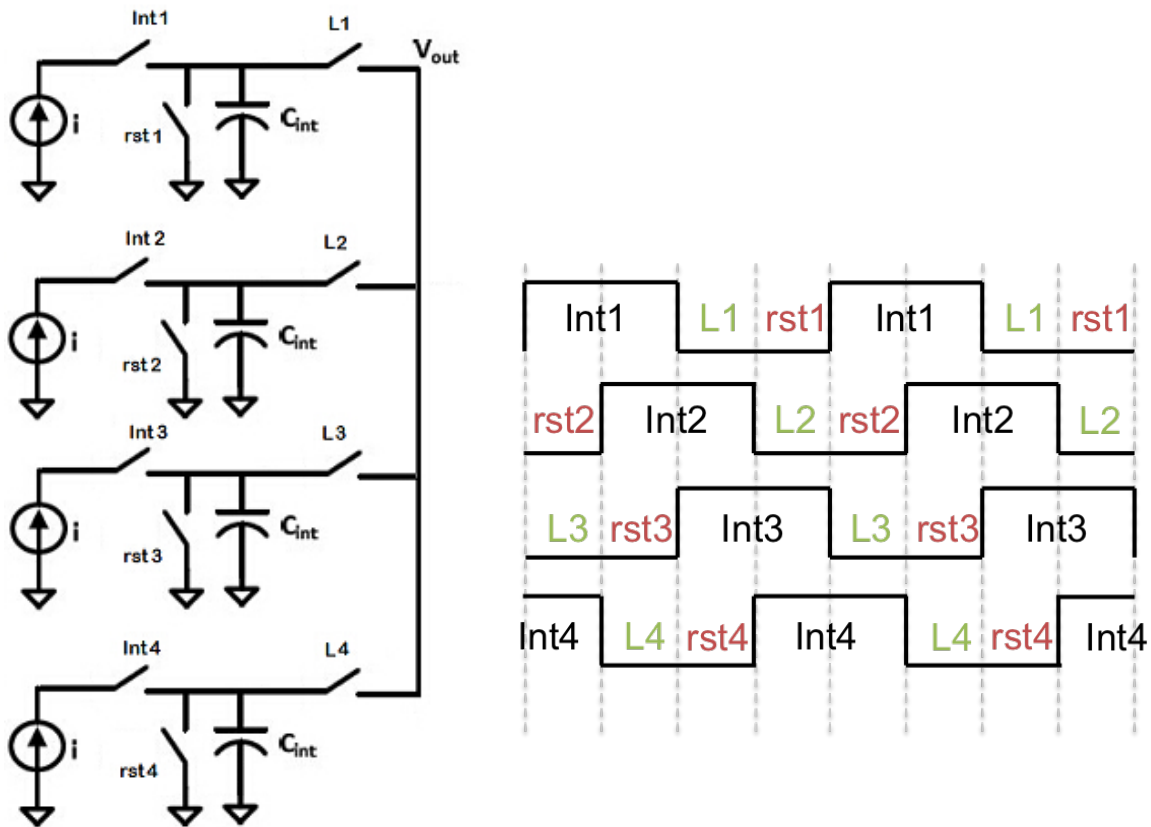 Int1
L1
Vout
i
rst1
Cint
Int2
L2
i
rst2
Cint
Int3
L3
i
rst3
Cint
Int4
L4
i
rst4
Cint
Int1 L1 rst1 Int1 L1 rst1
rst2 Int2 L2 rst2 Int2 L2
L3 rst3 Int3 L3 rst3 Int3
Int4 L4 rst4 Int4 L4 rst4 Int4